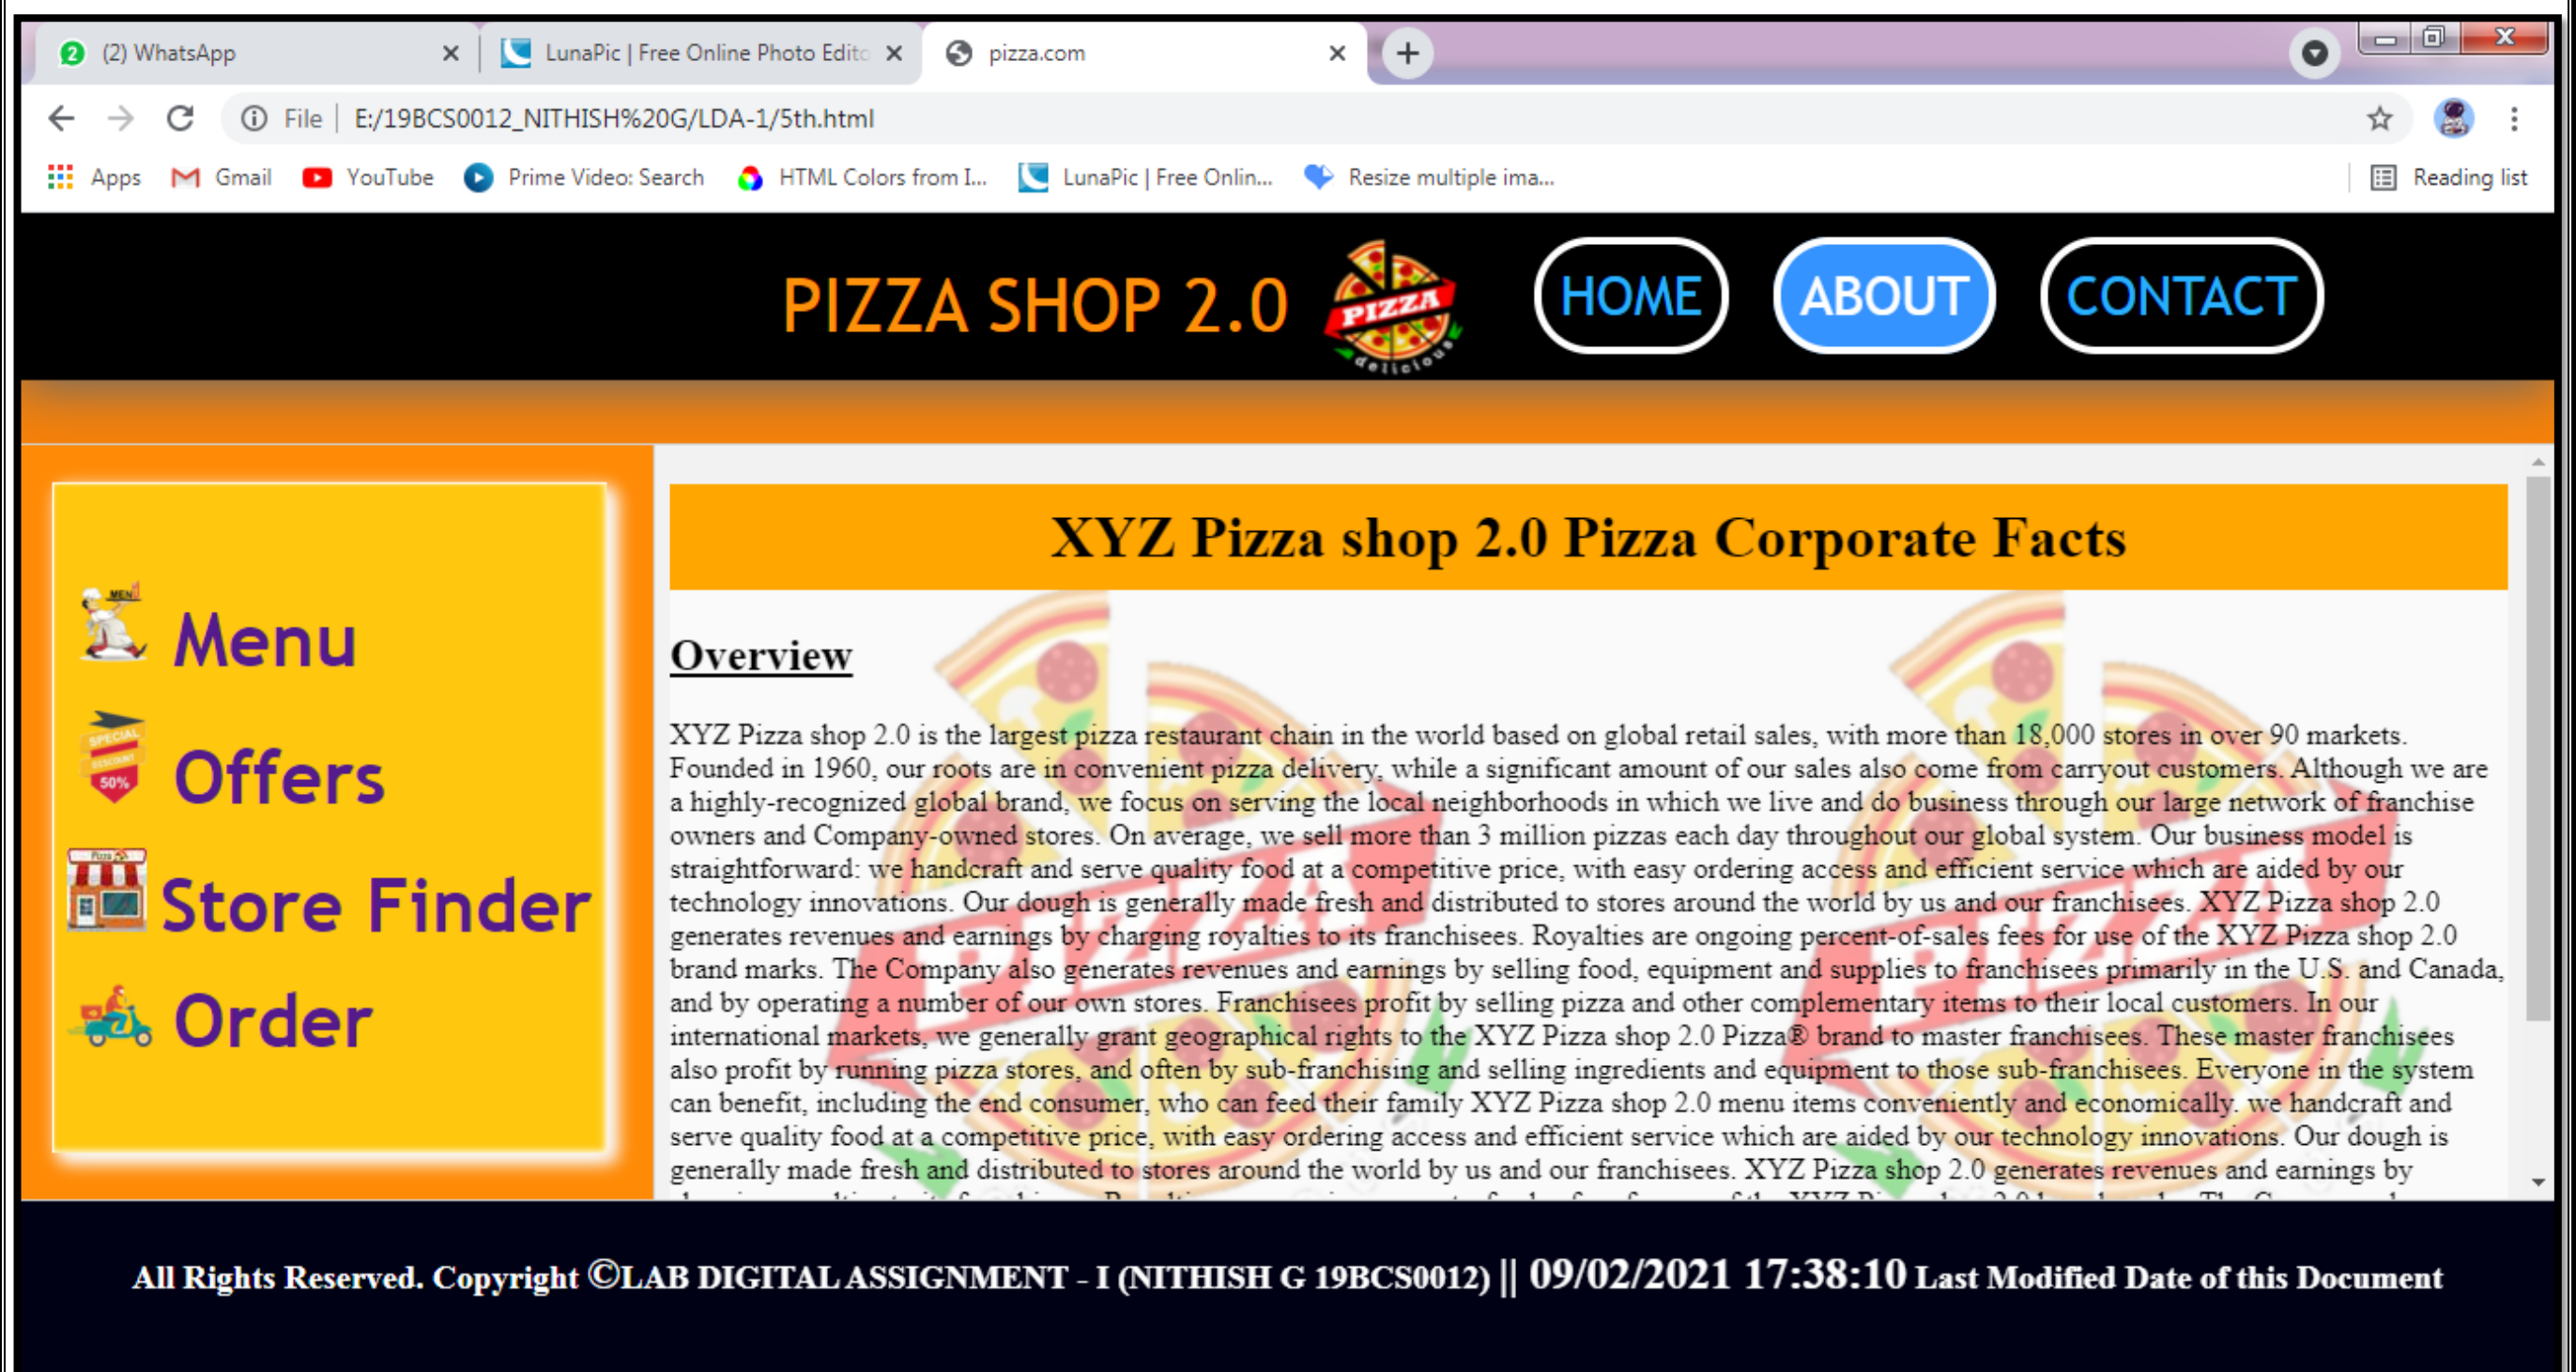 2 (2) WhatsApp
LunaPic | Free Online Photo Edito
pizza.com
File E:/19BCS0012_NITHISH%20G/LDA-1/5th.html
Apps Gmail YouTube Prime Video: Search HTML Colors from I... LunaPic | Free Onlin... Resize multiple ima... Reading list
PIZZA SHOP 2.0 PIZZA delicious HOME ABOUT CONTACT
MENU
Menu
SPECIAL
DISCOUNT
50%
Offers
Pizza
Store Finder
Order
XYZ Pizza shop 2.0 Pizza Corporate Facts
Overview
XYZ Pizza shop 2.0 is the largest pizza restaurant chain in the world based on global retail sales, with more than 18,000 stores in over 90 markets.
Founded in 1960, our roots are in convenient pizza delivery, while a significant amount of our sales also come from carryout customers. Although we are
a highly-recognized global brand, we focus on serving the local neighborhoods in which we live and do business through our large network of franchise
owners and Company-owned stores. On average, we sell more than 3 million pizzas each day throughout our global system. Our business model is
straightforward: we handcraft and serve quality food at a competitive price, with easy ordering access and efficient service which are aided by our
technology innovations. Our dough is generally made fresh and distributed to stores around the world by us and our franchisees. XYZ Pizza shop 2.0
generates revenues and earnings by charging royalties to its franchisees. Royalties are ongoing percent-of-sales fees for use of the XYZ Pizza shop 2.0
brand marks. The Company also generates revenues and earnings by selling food, equipment and supplies to franchisees primarily in the U.S. and Canada,
and by operating a number of our own stores. Franchisees profit by selling pizza and other complementary items to their local customers. In our
international markets, we generally grant geographical rights to the XYZ Pizza shop 2.0 Pizza® brand to master franchisees. These master franchisees
also profit by running pizza stores, and often by sub-franchising and selling ingredients and equipment to those sub-franchisees. Everyone in the system
can benefit, including the end consumer, who can feed their family XYZ Pizza shop 2.0 menu items conveniently and economically. we handcraft and
serve quality food at a competitive price, with easy ordering access and efficient service which are aided by our technology innovations. Our dough is
generally made fresh and distributed to stores around the world by us and our franchisees. XYZ Pizza shop 2.0 generates revenues and earnings by
PIZZA PIZZA
All Rights Reserved. Copyright ©LAB DIGITAL ASSIGNMENT - I (NITHISH G 19BCS0012) || 09/02/2021 17:38:10 Last Modified Date of this Document